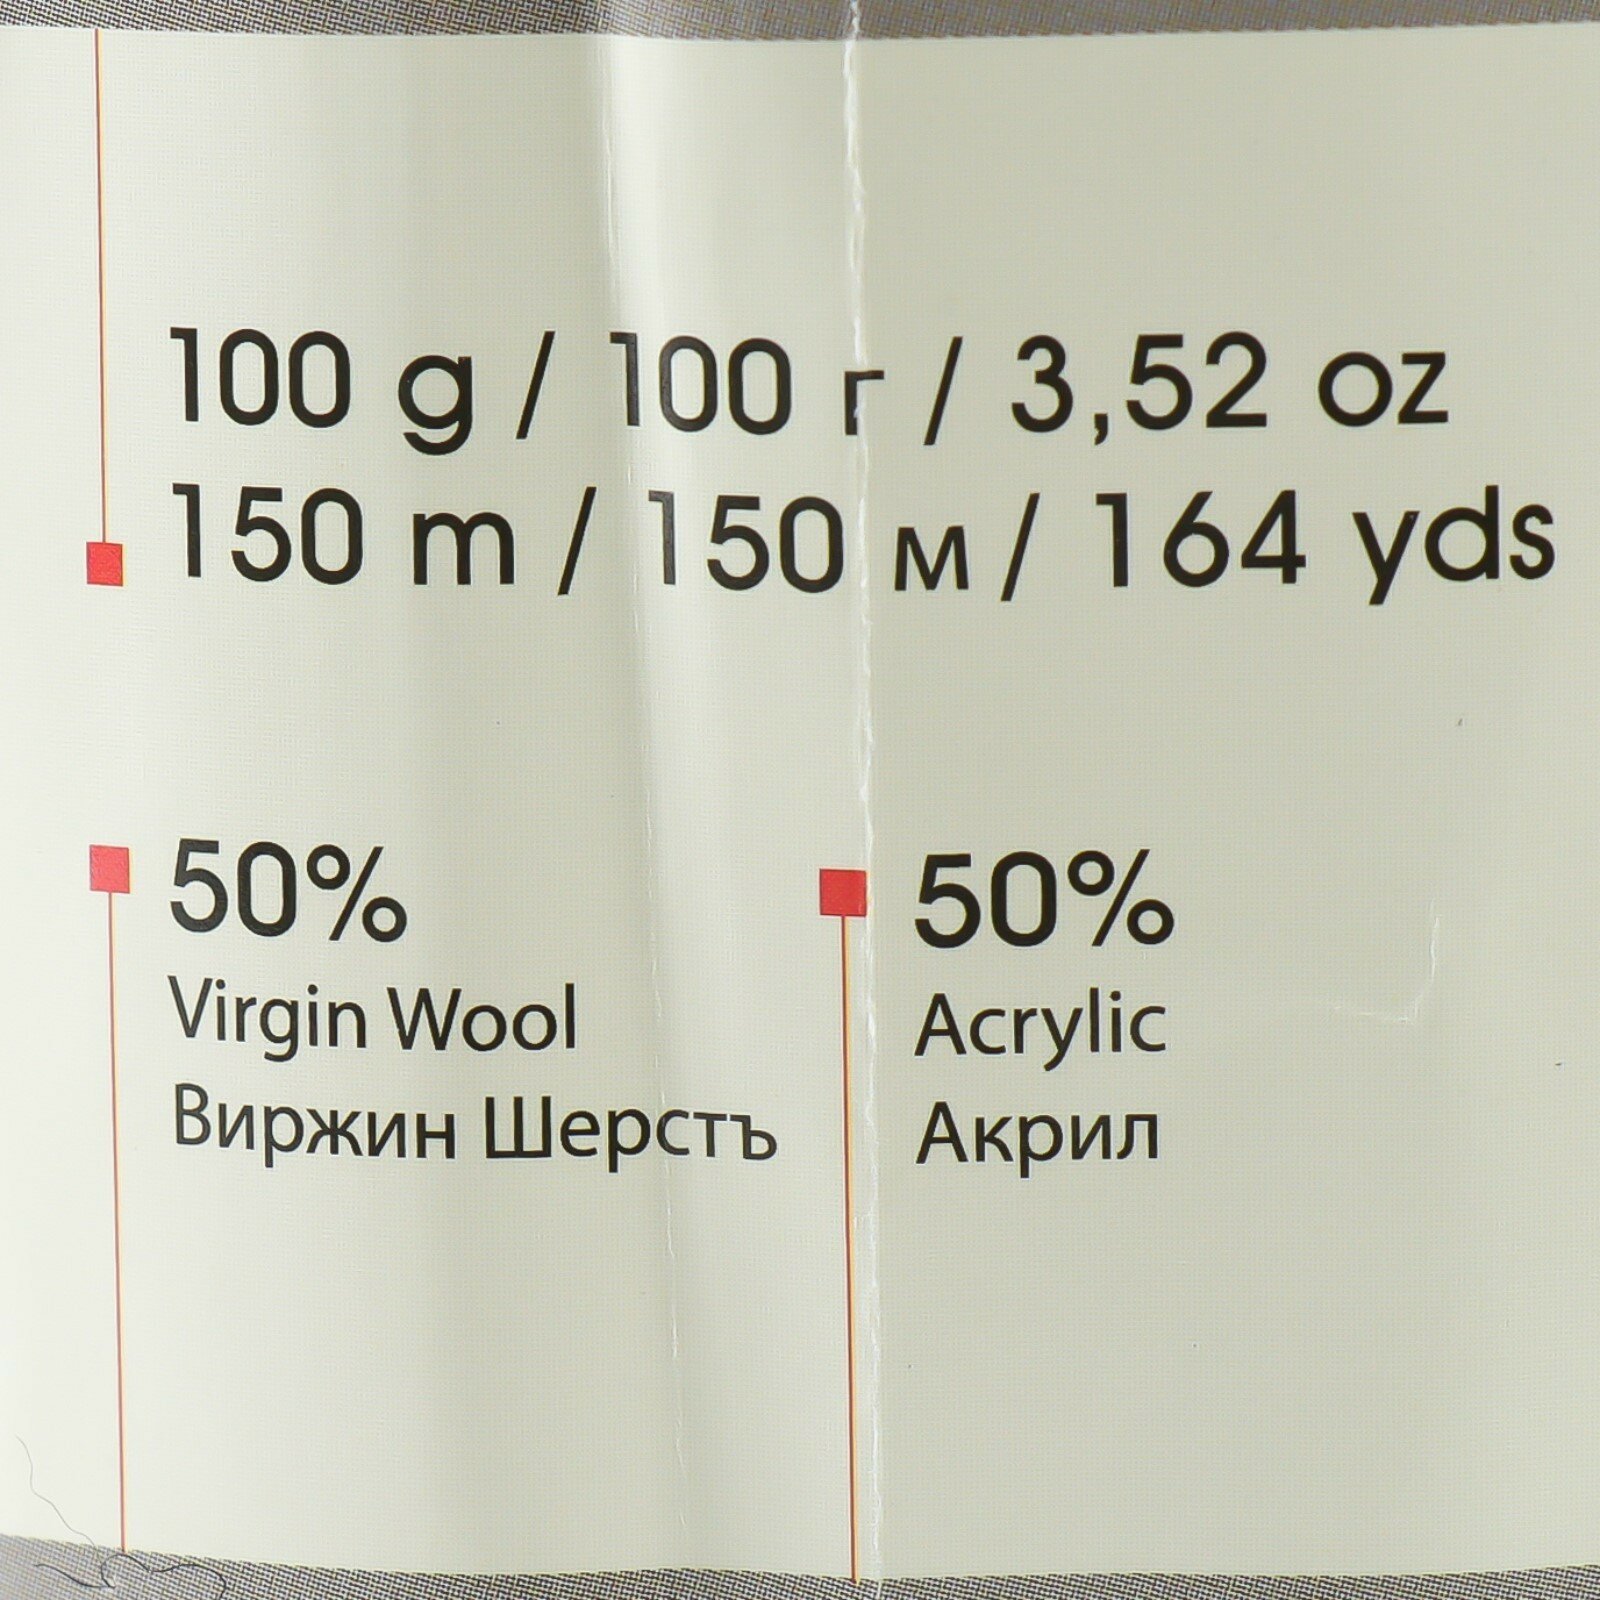 100 g / 100 г / 3,52 oz
150 m / 150 м / 164 yds
50%
Virgin Wool
Виржин Шерстъ
50%
Acrylic
Акрил